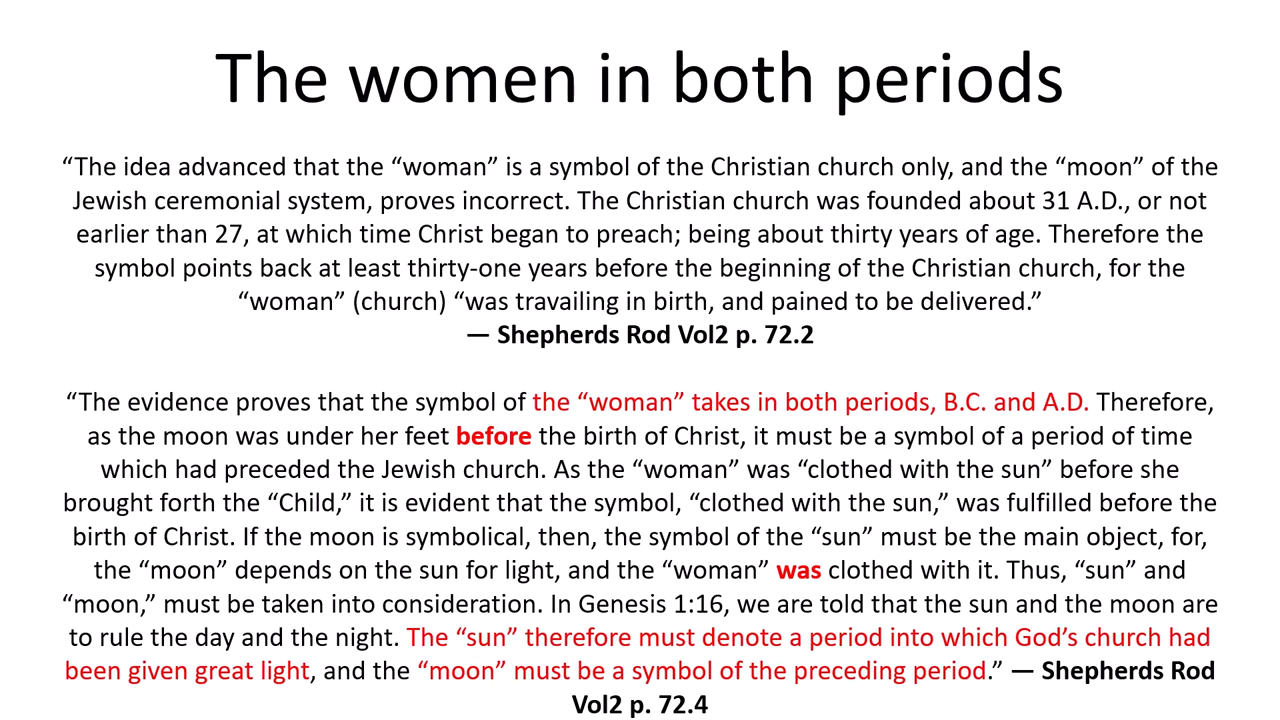 The women in both periods
“The idea advanced that the “woman” is a symbol of the Christian church only, and the “moon” of the
Jewish ceremonial system, proves incorrect. The Christian church was founded about 31 A.D., or not
earlier than 27, at which time Christ began to preach; being about thirty years of age. Therefore the
symbol points back at least thirty-one years before the beginning of the Christian church, for the
“woman” (church) “was travailing in birth, and pained to be delivered.”
— Shepherds Rod Vol2 p. 72.2
“The evidence proves that the symbol of the “woman” takes in both periods, B.C. and A.D. Therefore,
as the moon was under her feet before the birth of Christ, it must be a symbol of a period of time
which had preceded the Jewish church. As the “woman” was “clothed with the sun” before she
brought forth the “Child,” it is evident that the symbol, “clothed with the sun,” was fulfilled before the
birth of Christ. If the moon is symbolical, then, the symbol of the “sun” must be the main object, for,
the “moon” depends on the sun for light, and the “woman” was clothed with it. Thus, “sun” and
“moon,” must be taken into consideration. In Genesis 1:16, we are told that the sun and the moon are
to rule the day and the night. The “sun” therefore must denote a period into which God’s church had
been given great light, and the “moon” must be a symbol of the preceding period.” — Shepherds Rod
Vol2 p. 72.4